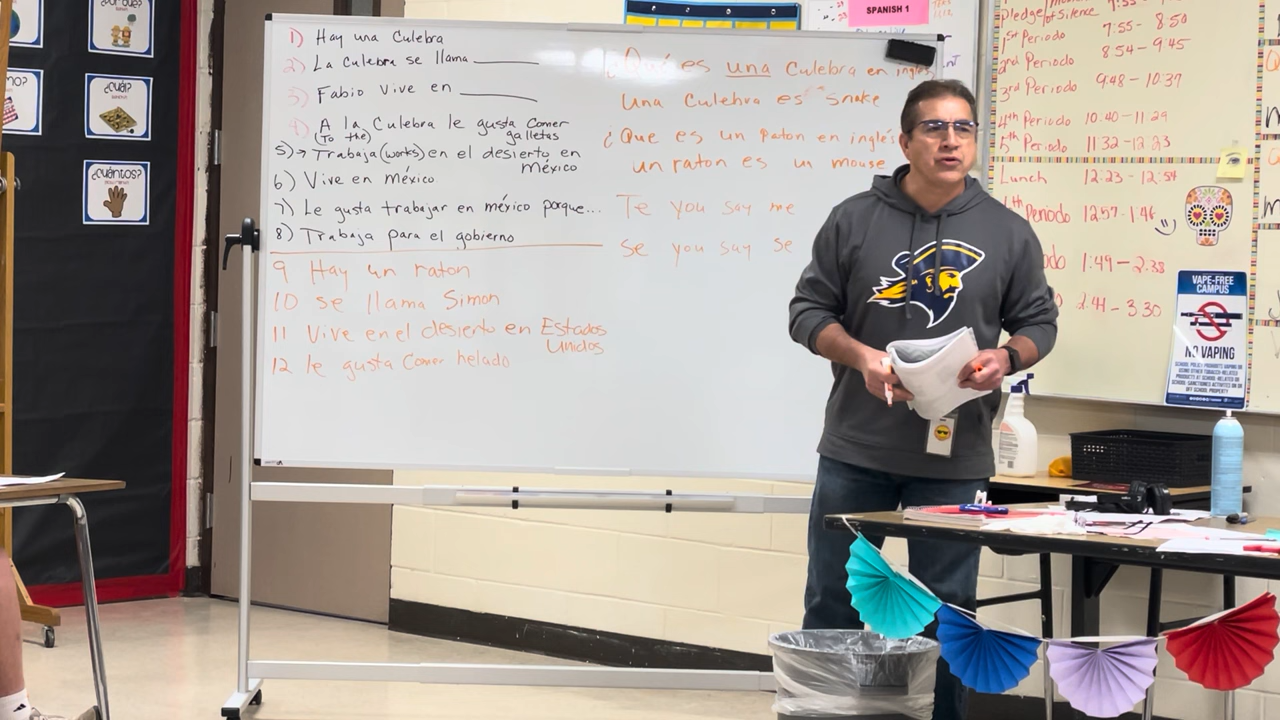 ¿Por qué?
¿Cuál?
¿Cuántos?
1) Hay una Culebra
2) La Culebra se llama
3) Fabio vive en
4) A la Culebra le gusta Comer
(To the) galletas
5) → Trabaja (works) en el desierto en
méxico
6) Vive en méxico
7) Le gusta trabajar en méxico porque...
8) Trabaja para el gobierno
9 Hay un raton
10 se llama Simon
11 Vive en el desierto en Estados
Unidos
12 le gusta Comer helado
¿Qué es una Culebra en inglés
una Culebra es "snake
¿Que es un raton en inglés
un raton es un mouse
Te you say me
se you say se
SPANISH 1
Pledge/ of Silence 7:55
1st Periodo 7:55 - 8:50
2nd Periodo 8:54 - 9:45
3rd Periodo 9:48 - 10:37
4th Periodo 10:40 - 11:29
5th Periodo 11:32 - 12:23
Lunch 12:23 - 12:54
Periodo 12:57 - 1:46
1:49 - 2:38
2:41 - 3:30
VAPE-FREE
CAMPUS
NO VAPING